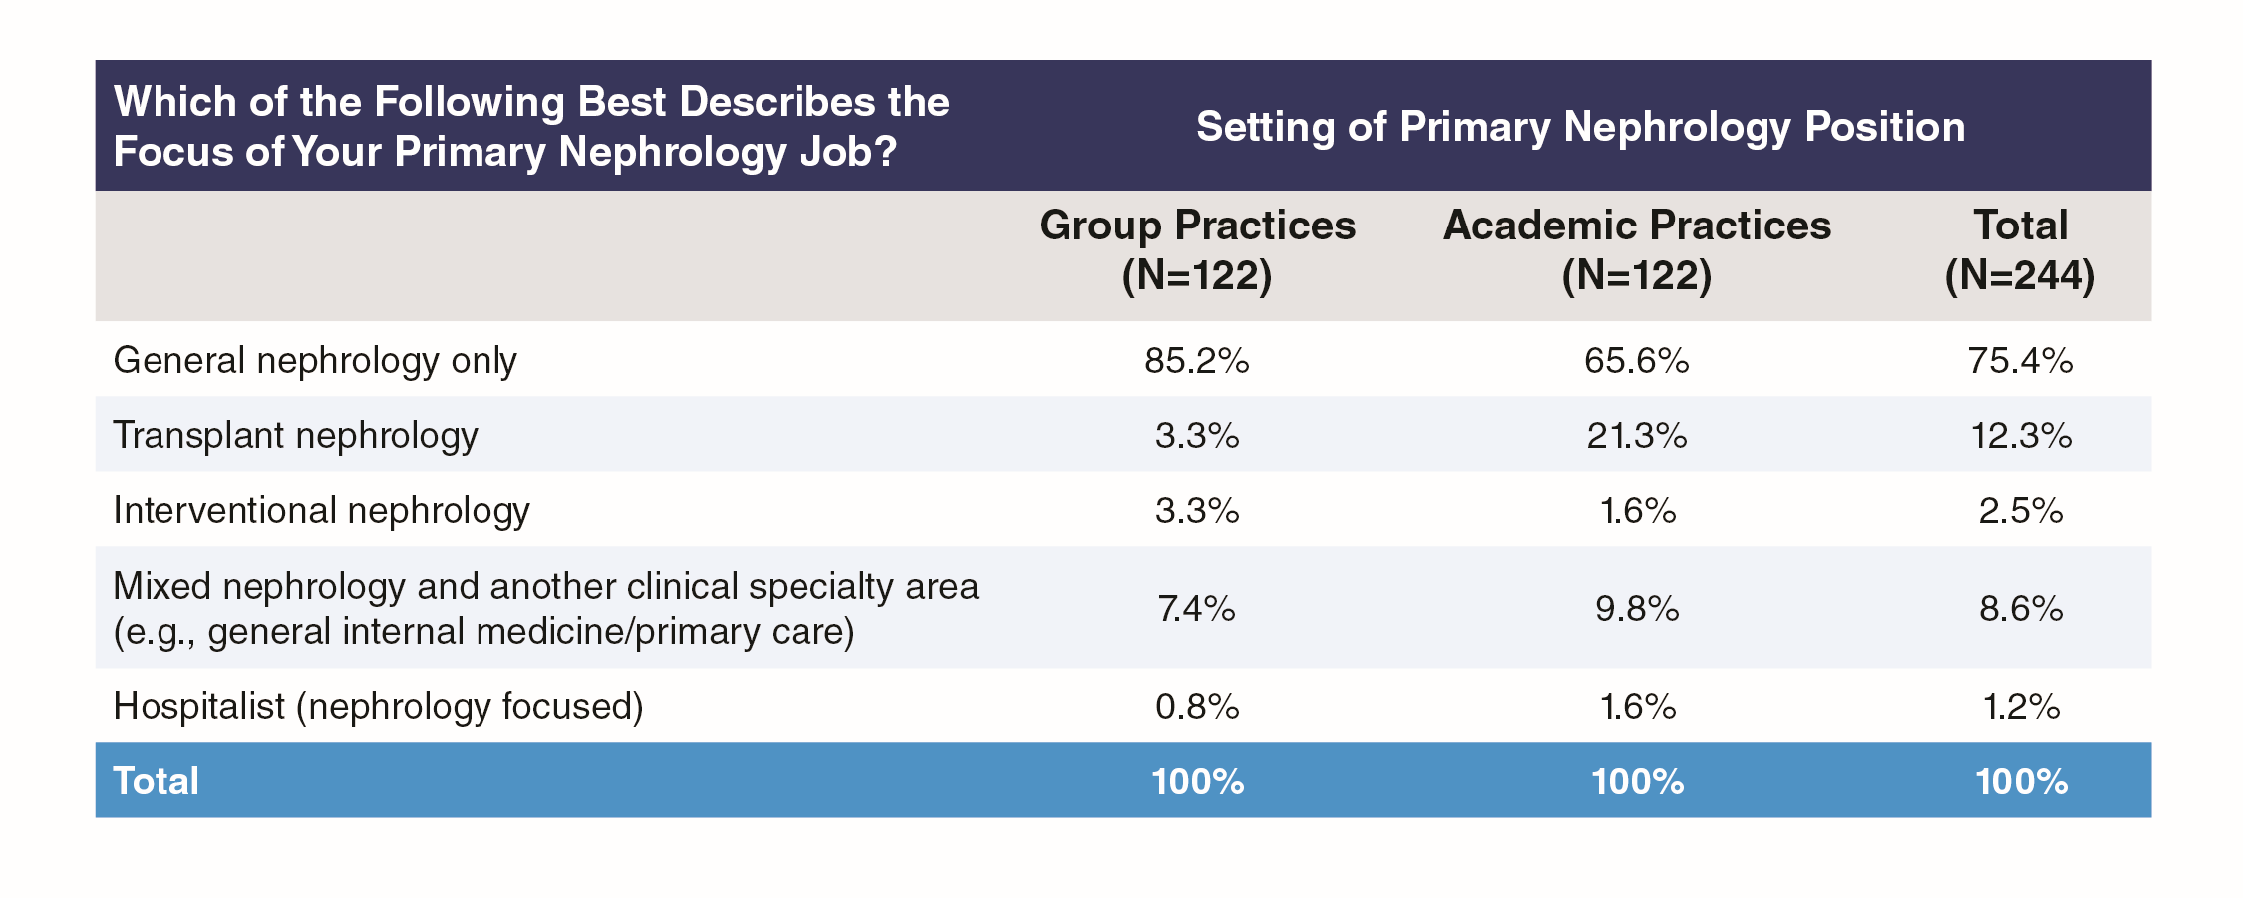 Which of the Following Best Describes the
Focus of Your Primary Nephrology Job?
Setting of Primary Nephrology Position
Group Practices
(N=122)
Academic Practices
(N=122)
Total
(N=244)
General nephrology only 85.2% 65.6% 75.4%
Transplant nephrology 3.3% 21.3% 12.3%
Interventional nephrology 3.3% 1.6% 2.5%
Mixed nephrology and another clinical specialty area
(e.g., general internal medicine/primary care)
7.4% 9.8% 8.6%
Hospitalist (nephrology focused) 0.8% 1.6% 1.2%
Total 100% 100% 100%